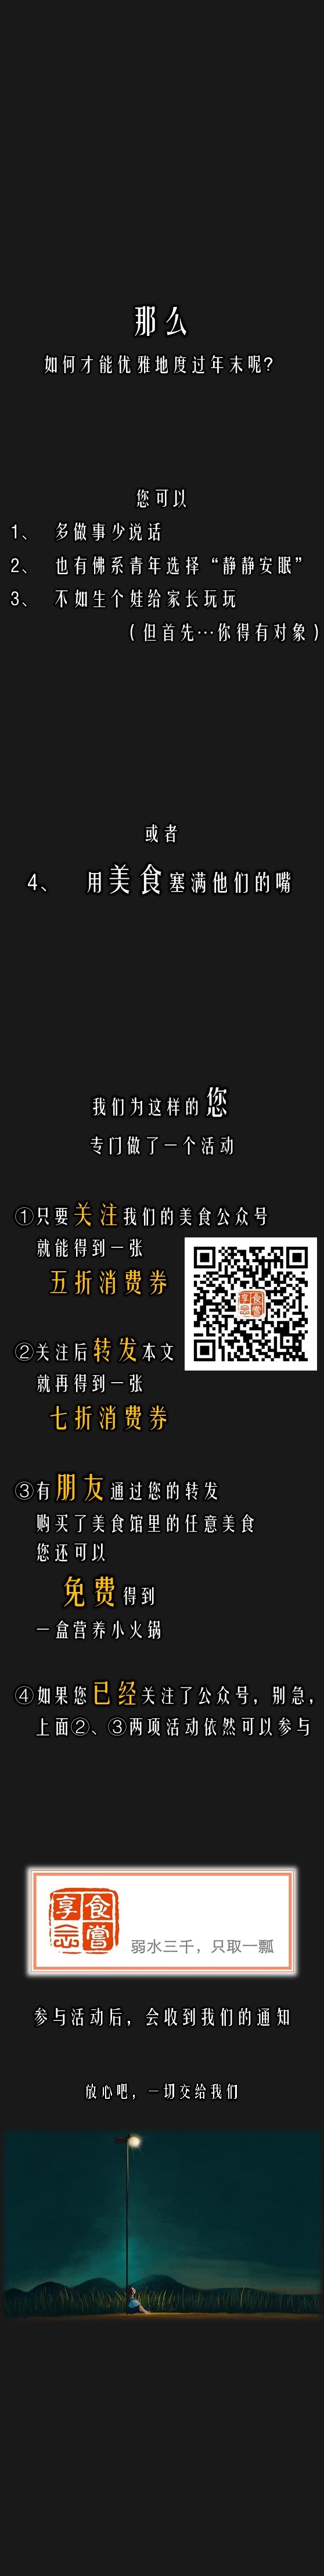 那么
如何才能优雅地度过年末呢?
您可以
1、 多做事少说话
2、 也有佛系青年选择“静静安眠”
3、 不如生个娃给家长玩玩
(但首先…你得有对象)
或者
4、 用美食塞满他们的嘴
我们为这样的您
专门做了一个活动
①只要关注我们的美食公众号
就能得到一张
五折消费券
②关注后转发本文
就再得到一张
七折消费券
③有朋友通过您的转发
购买了美食馆里的任意美食
您还可以
免费得到
一盒营养小火锅
④如果您已经关注了公众号，别急，
上面②、③两项活动依然可以参与
享食
念嘗
弱水三千，只取一瓢
参与活动后，会收到我们的通知
放心吧，一切交给我们